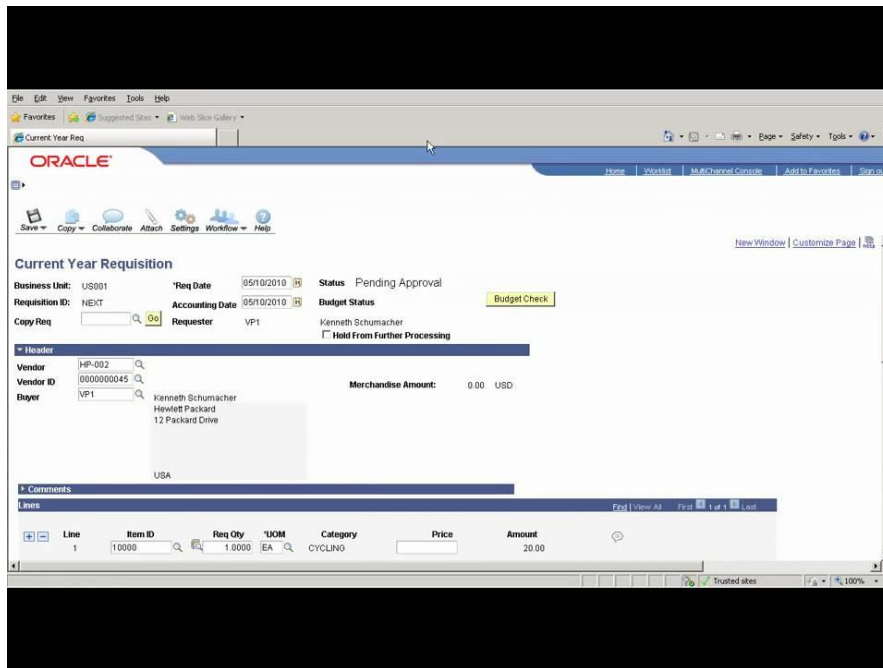 File Edit View Favorites Tools Help
Favorites Suggested Sites Web Slice Gallery
Current Year Req
Page Safety Tools
ORACLE
Home Worklist MultiChannel Console Add to Favorites Sign ou
Save Copy Collaborate Attach Settings Workflow Help
New Window | Customize Page |
Current Year Requisition
Business Unit: US001 *Req Date 05/10/2010 Status Pending Approval
Requisition ID: NEXT Accounting Date 05/10/2010 Budget Status Budget Check
Copy Req Go Requester VP1 Kenneth Schumacher
Hold From Further Processing
Header
Vendor HP-002
Vendor ID 0000000045 Merchandise Amount: 0.00 USD
Buyer VP1 Kenneth Schumacher
Hewlett Packard
12 Packard Drive
USA
Comments
Lines Find | View All First 1 of 1 Last
Line Item ID Req Qty *UOM Category Price Amount
1 10000 1.0000 EA CYCLING 20.00
Trusted sites 100%